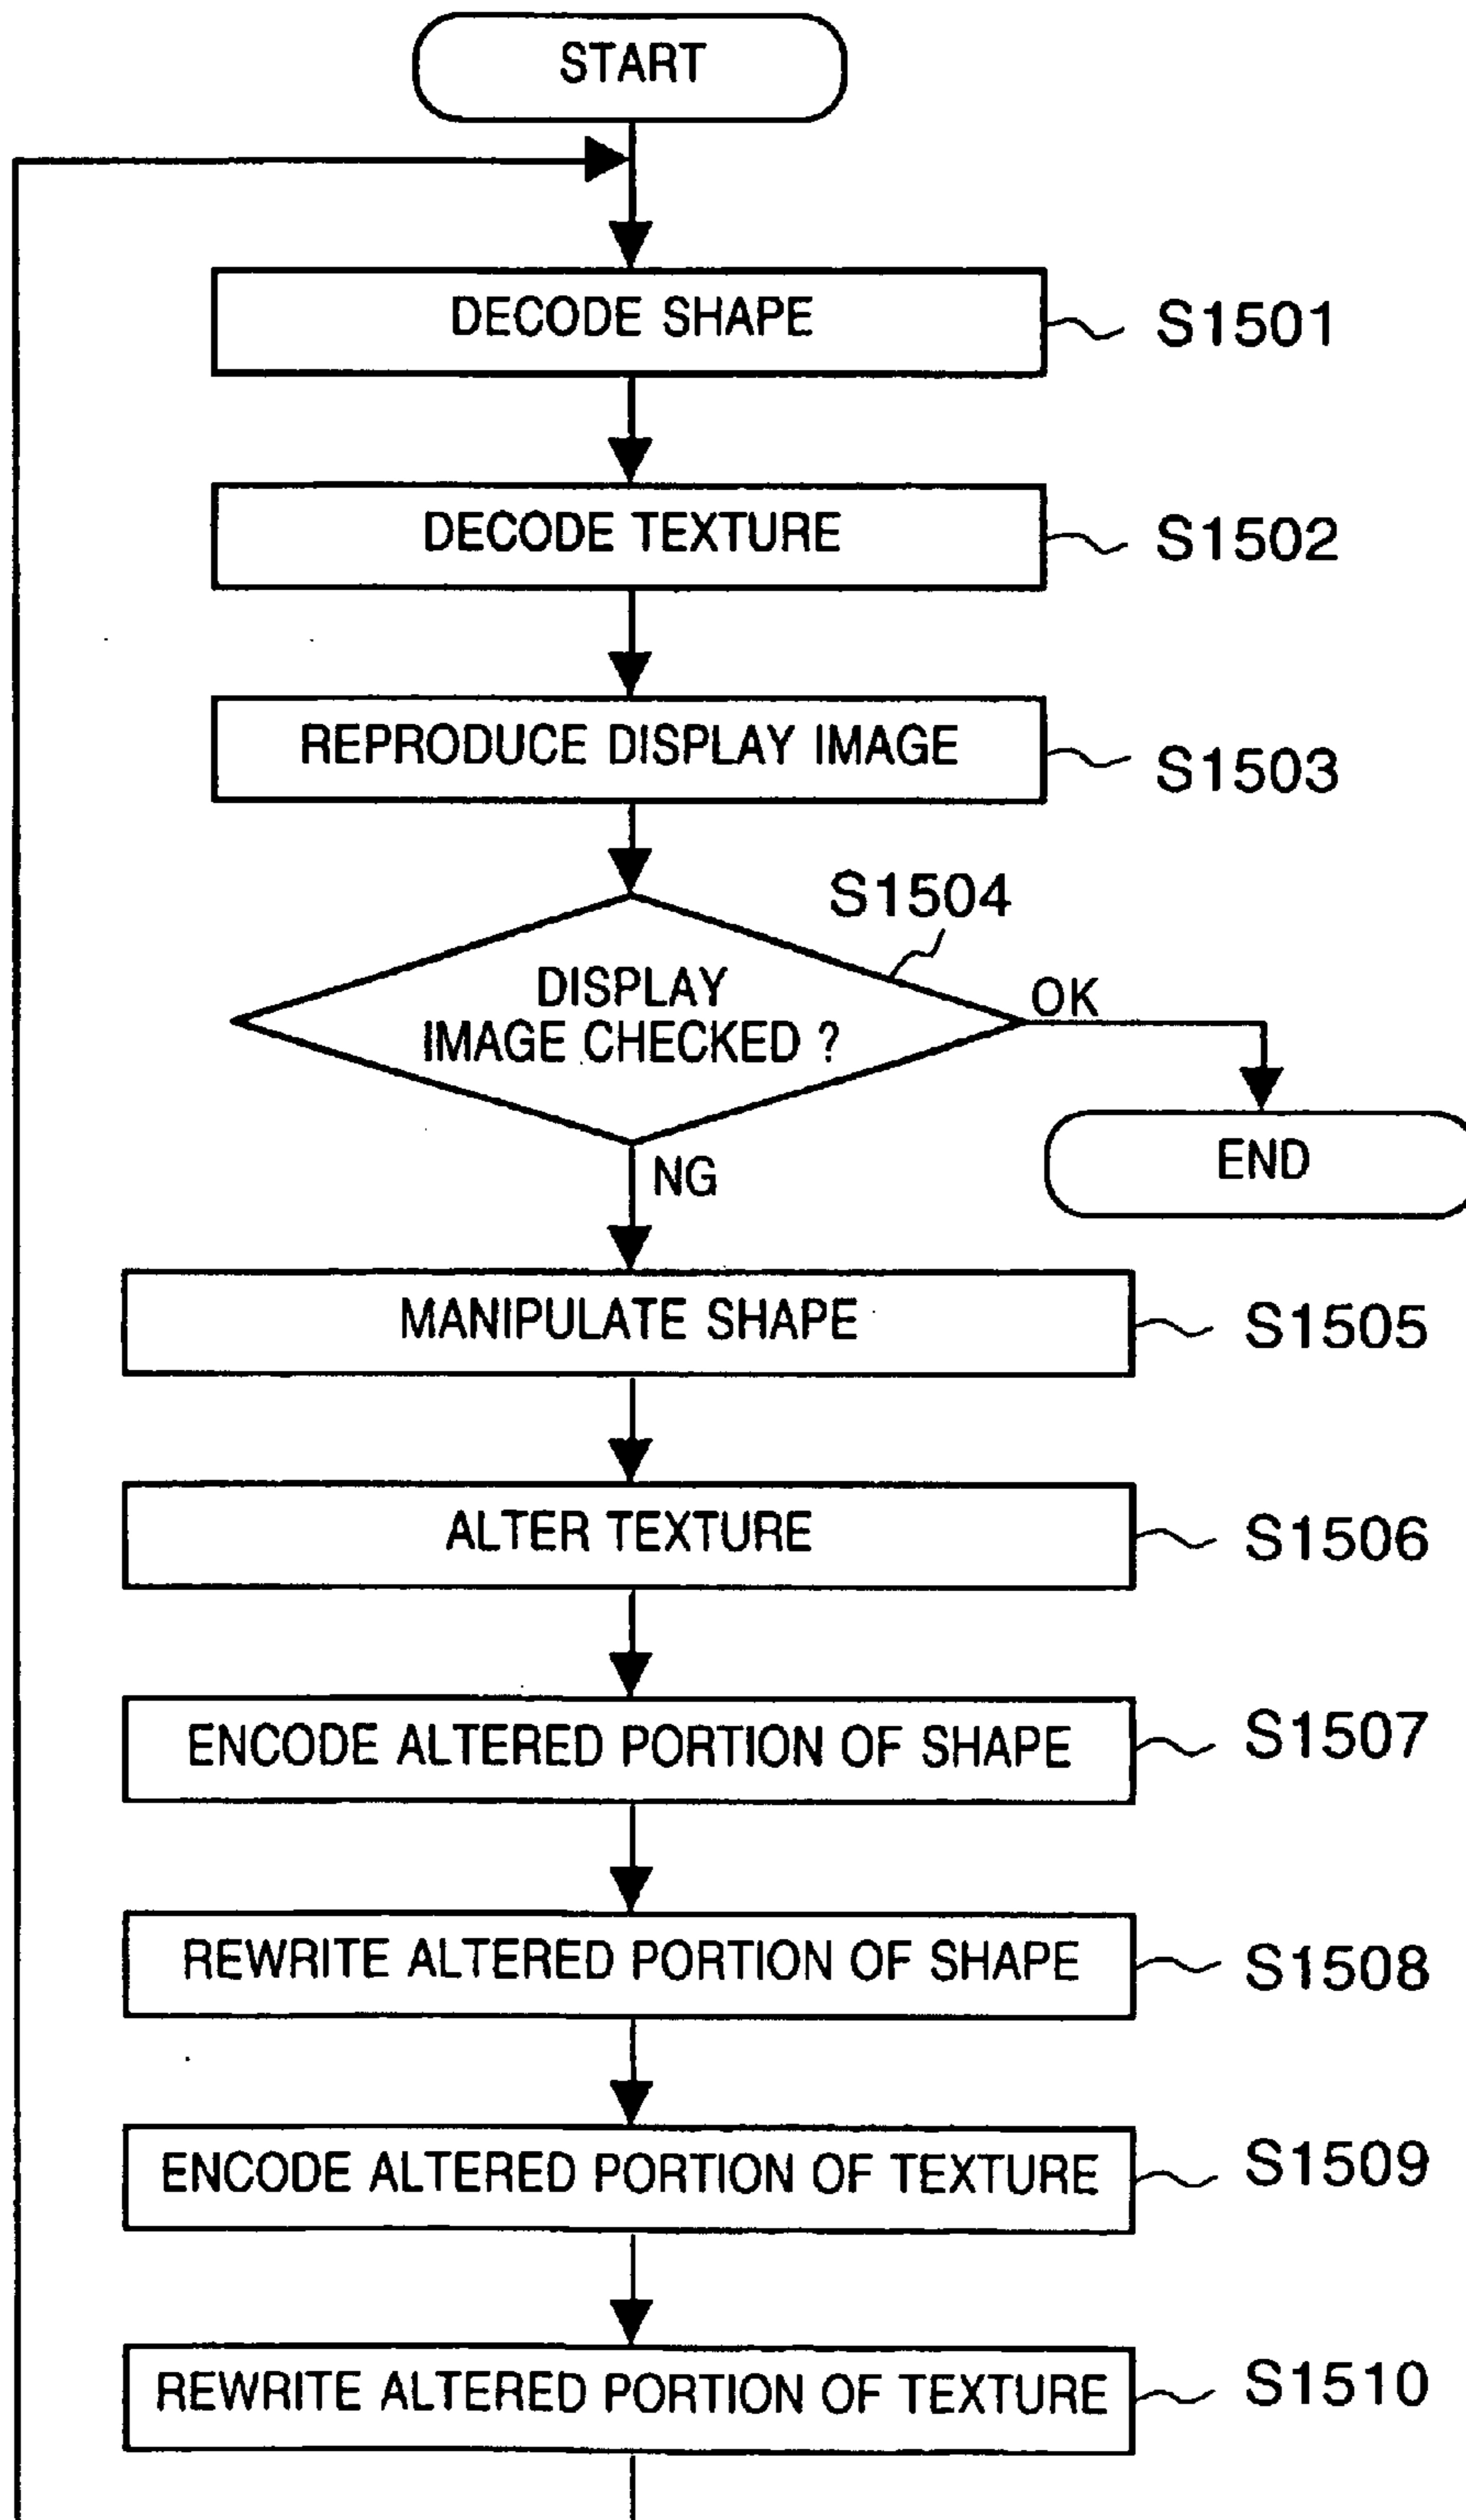 START
DECODE SHAPE
S1501
DECODE TEXTURE
S1502
REPRODUCE DISPLAY IMAGE
S1503
S1504
DISPLAY
IMAGE CHECKED ?
OK
END
NG
MANIPULATE SHAPE
S1505
ALTER TEXTURE
S1506
ENCODE ALTERED PORTION OF SHAPE
S1507
REWRITE ALTERED PORTION OF SHAPE
S1508
ENCODE ALTERED PORTION OF TEXTURE
S1509
REWRITE ALTERED PORTION OF TEXTURE
S1510